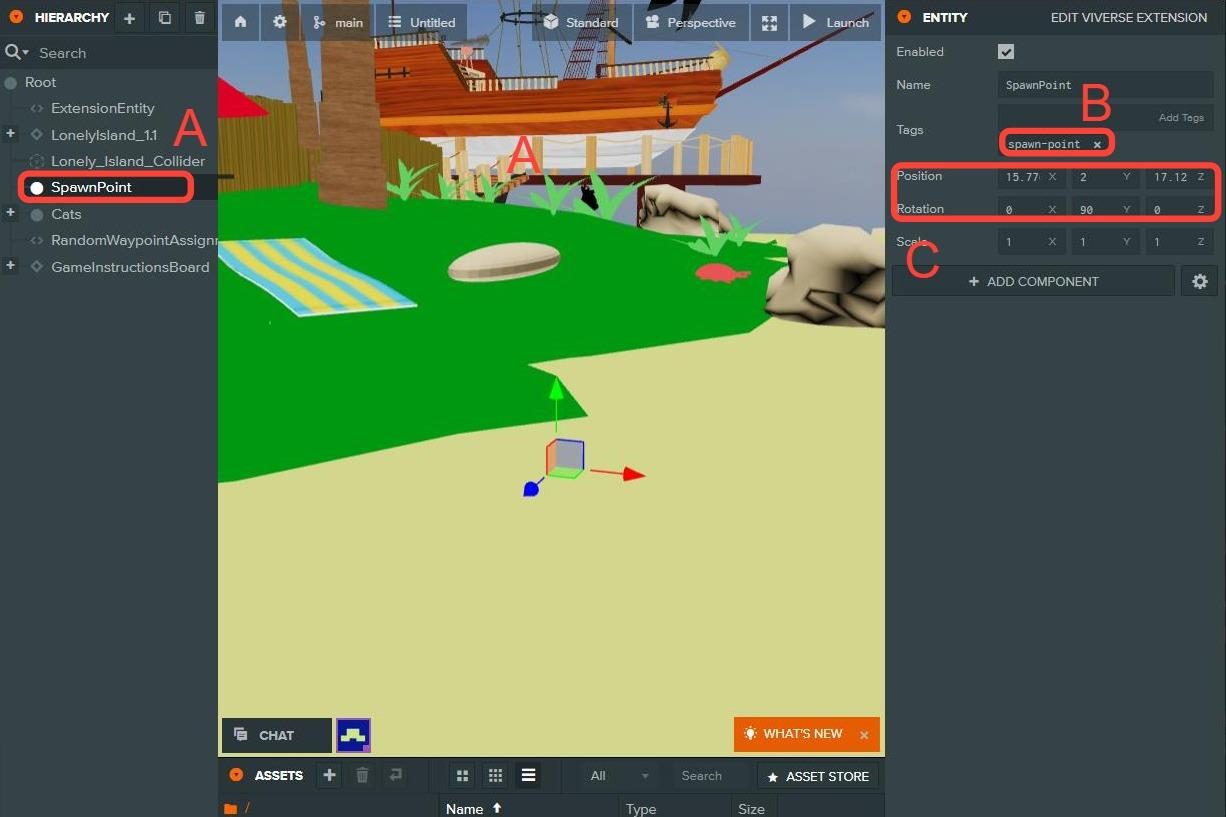 HIERARCHY
Search
Root
ExtensionEntity
LonelyIsland_1.1
A
Lonely_Island_Collider
SpawnPoint
Cats
RandomWaypointAssignr
GameInstructionsBoard
main
Untitled
Standard
Perspective
Launch
A
CHAT
WHAT'S NEW
ASSETS
All
Search
ASSET STORE
/
Name
Type
Size
ENTITY
EDIT VIVERSE EXTENSION
Enabled
Name
SpawnPoint
B
Tags
Add Tags
spawn-point ×
Position
15.77 X 2 Y 17.12 Z
Rotation
0 X 90 Y 0 Z
Scale
1 X 1 Y 1 Z
C
ADD COMPONENT